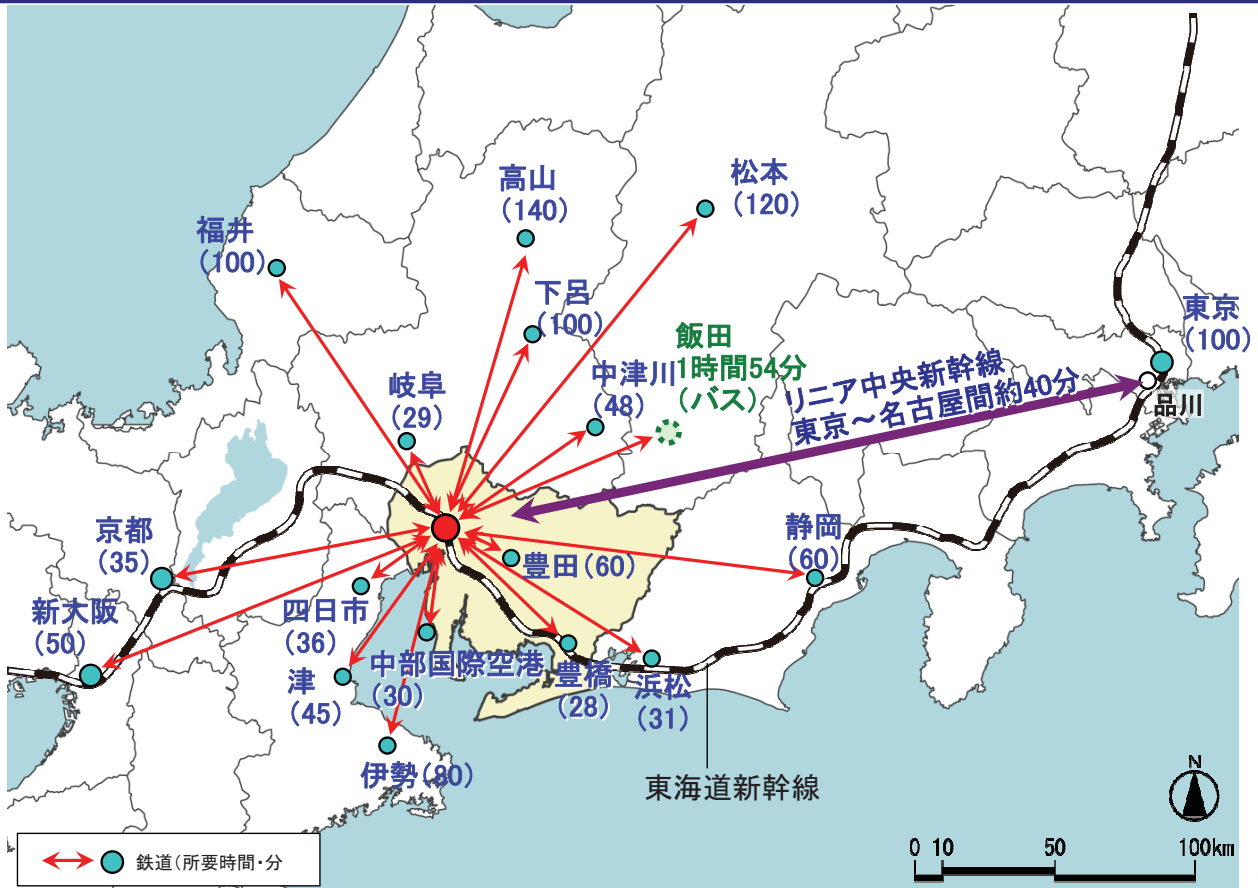 高山
(140)
松本
(120)
福井
(100)
下呂
(100)
東京
(100)
飯田
1時間54分
(バス)
中津川
(48)
岐阜
(29)
リニア中央新幹線
東京～名古屋間約40分
品川
京都
(35)
静岡
(60)
豊田(60)
新大阪
(50)
四日市
(36)
中部国際空港
(30)
豊橋
(28)
浜松
(31)
津
(45)
伊勢(80)
東海道新幹線
N
鉄道(所要時間・分
0 10 50 100km